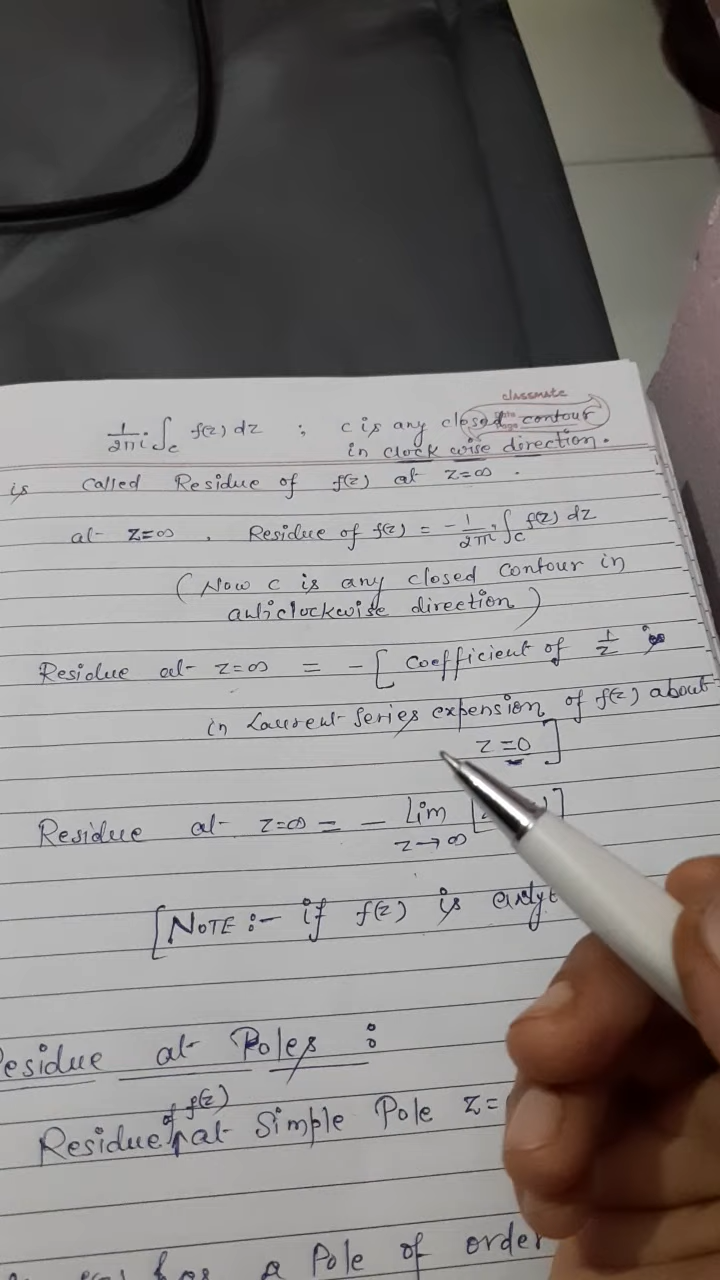 classmate
1/2πi ∫c f(z) dz ; c is any closed contour
in clock wise direction.
is called Residue of f(z) at z=∞ .
at z=∞ , Residue of f(z) = -1/2πi ∫c f(z) dz
(Now c is any closed contour in
anticlockwise direction)
Residue at z=∞ = - [ coefficient of 1/z
in Laurent series expension of f(z) about
z=0 ]
Residue at z=∞ = - Lim z→∞ [ ]
[NOTE :- if f(z) is
Residue at Poles :
Residue of f(z) at Simple Pole z=
a Pole of order